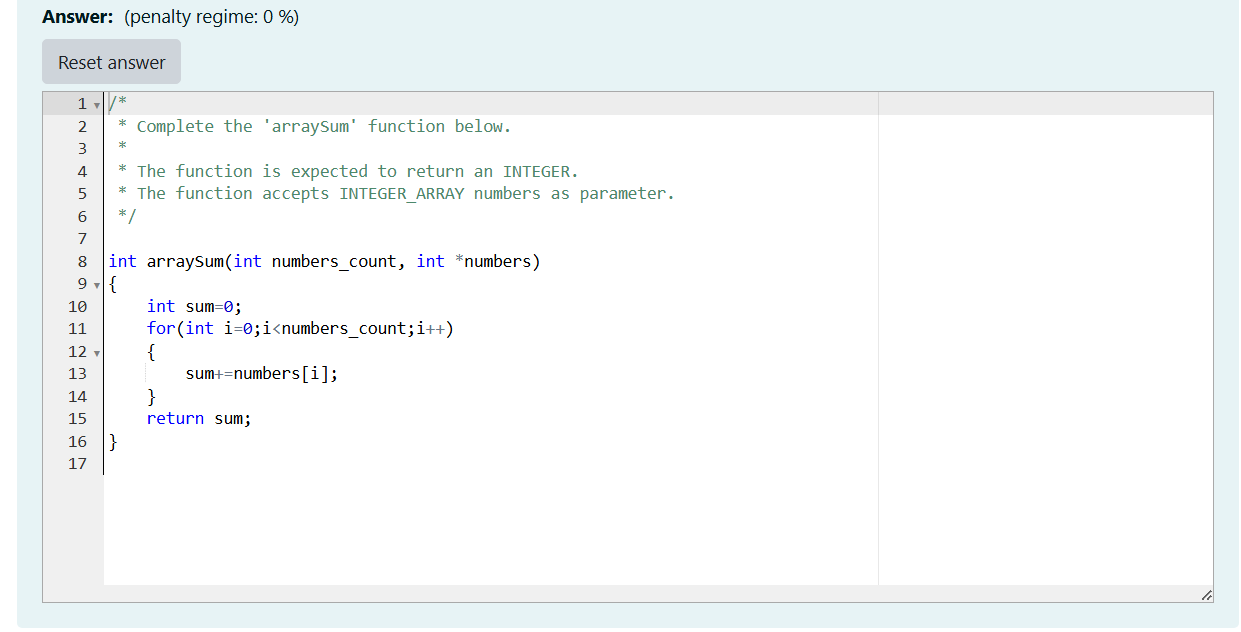 Answer: (penalty regime: 0 %)
Reset answer
1 /*
2  * Complete the 'arraySum' function below.
3  *
4  * The function is expected to return an INTEGER.
5  * The function accepts INTEGER_ARRAY numbers as parameter.
6  */
7
8 int arraySum(int numbers_count, int *numbers)
9 {
10     int sum=0;
11     for(int i=0;i<numbers_count;i++)
12     {
13         sum+=numbers[i];
14     }
15     return sum;
16 }
17